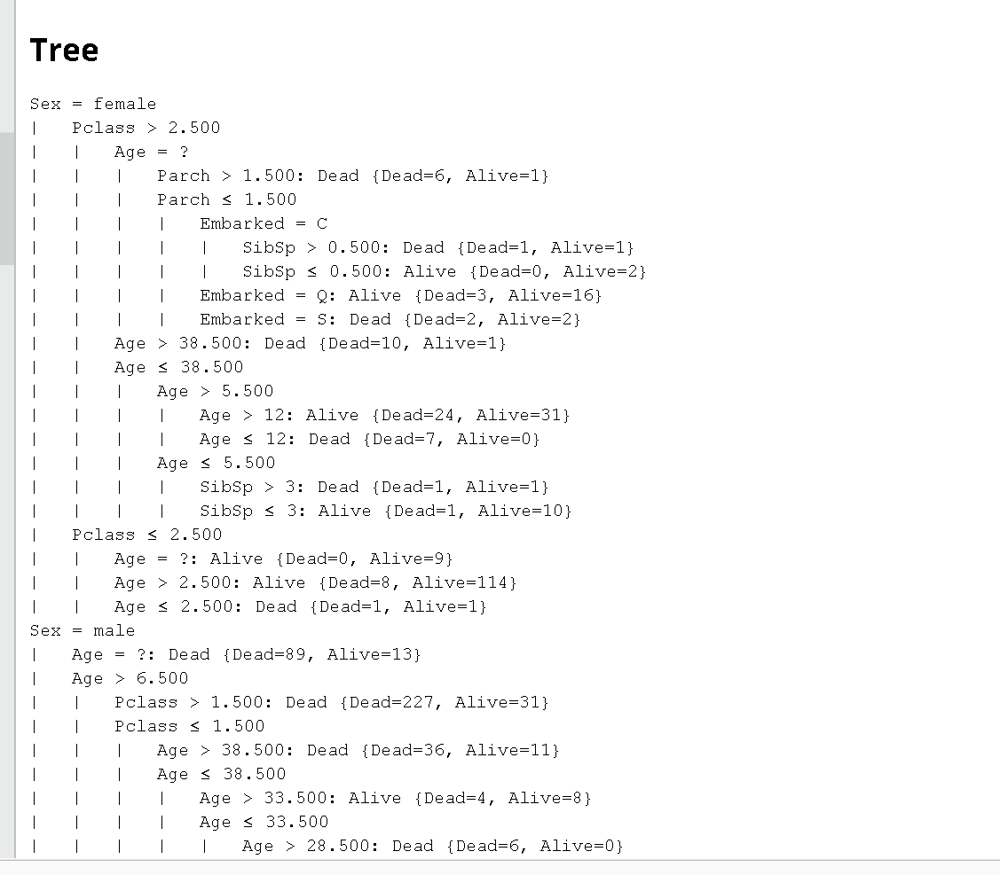 Tree
Sex = female
|   Pclass > 2.500
|   |   Age = ?
|   |   |   Parch > 1.500: Dead {Dead=6, Alive=1}
|   |   |   Parch ≤ 1.500
|   |   |   |   Embarked = C
|   |   |   |   |   SibSp > 0.500: Dead {Dead=1, Alive=1}
|   |   |   |   |   SibSp ≤ 0.500: Alive {Dead=0, Alive=2}
|   |   |   |   Embarked = Q: Alive {Dead=3, Alive=16}
|   |   |   |   Embarked = S: Dead {Dead=2, Alive=2}
|   |   Age > 38.500: Dead {Dead=10, Alive=1}
|   |   Age ≤ 38.500
|   |   |   Age > 5.500
|   |   |   |   Age > 12: Alive {Dead=24, Alive=31}
|   |   |   |   Age ≤ 12: Dead {Dead=7, Alive=0}
|   |   |   Age ≤ 5.500
|   |   |   |   SibSp > 3: Dead {Dead=1, Alive=1}
|   |   |   |   SibSp ≤ 3: Alive {Dead=1, Alive=10}
|   Pclass ≤ 2.500
|   |   Age = ?: Alive {Dead=0, Alive=9}
|   |   Age > 2.500: Alive {Dead=8, Alive=114}
|   |   Age ≤ 2.500: Dead {Dead=1, Alive=1}
Sex = male
|   Age = ?: Dead {Dead=89, Alive=13}
|   Age > 6.500
|   |   Pclass > 1.500: Dead {Dead=227, Alive=31}
|   |   Pclass ≤ 1.500
|   |   |   Age > 38.500: Dead {Dead=36, Alive=11}
|   |   |   Age ≤ 38.500
|   |   |   |   Age > 33.500: Alive {Dead=4, Alive=8}
|   |   |   |   Age ≤ 33.500
|   |   |   |   |   Age > 28.500: Dead {Dead=6, Alive=0}